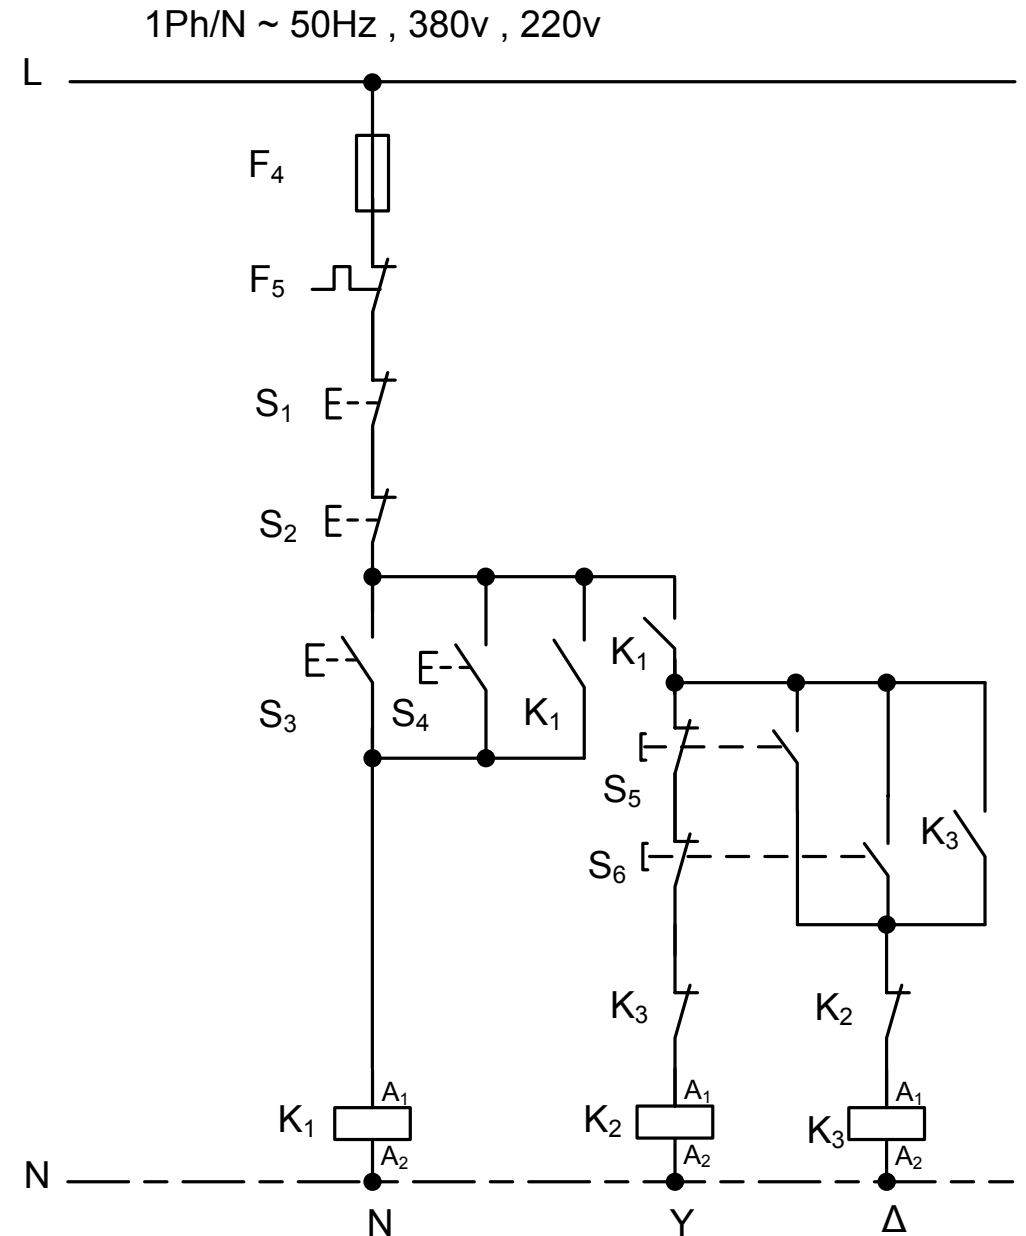 1Ph/N ~ 50Hz , 380v , 220v
L
F₄
F₅
S₁
S₂
K₁
S₃
S₄
K₁
S₅
K₃
S₆
K₃
K₂
A₁
A₁
A₁
K₁
K₂
K₃
A₂
A₂
A₂
N
N
Y
Δ